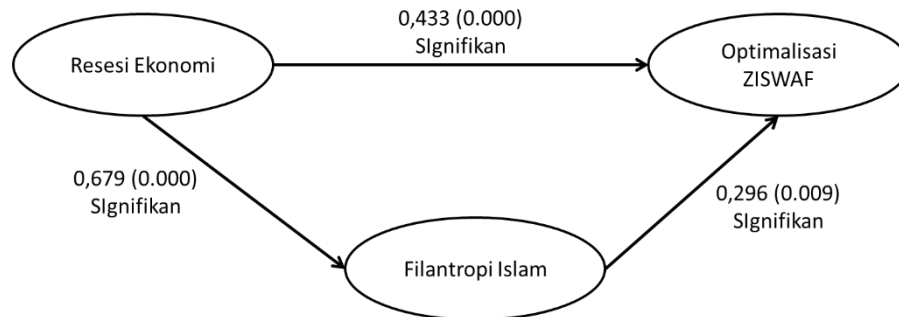 0,433 (0.000)
SIgnifikan
Resesi Ekonomi
Optimalisasi
ZISWAF
0,679 (0.000)
SIgnifikan
0,296 (0.009)
SIgnifikan
Filantropi Islam